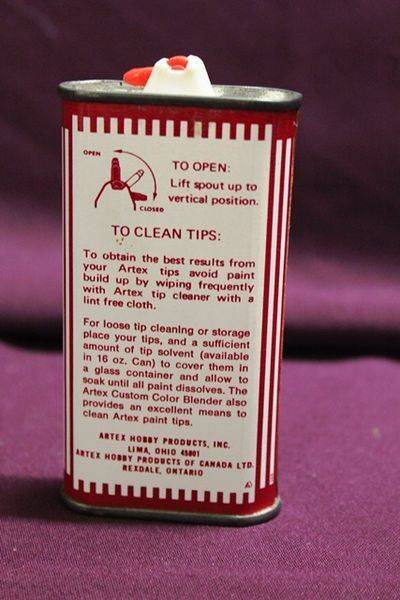 OPEN
CLOSED
TO OPEN:
Lift spout up to
vertical position.
TO CLEAN TIPS:
To obtain the best results from
your Artex tips avoid paint
build up by wiping frequently
with Artex tip cleaner with a
lint free cloth.
For loose tip cleaning or storage
place your tips, and a sufficient
amount of tip solvent (available
in 16 oz. Can) to cover them in
a glass container and allow to
soak until all paint dissolves. The
Artex Custom Color Blender also
provides an excellent means to
clean Artex paint tips.
ARTEX HOBBY PRODUCTS, INC.
LIMA, OHIO 45801
ARTEX HOBBY PRODUCTS OF CANADA LTD.
REXDALE, ONTARIO